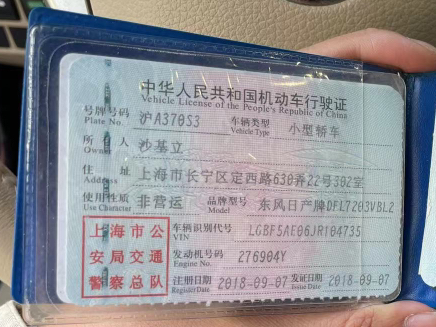 中华人民共和国机动车行驶证
Vehicle License of the People's Republic of China
号牌号码 沪A370S3 车辆类型 小型轿车
Plate No. Vehicle Type
所有人 沙基立
Owner
住址 上海市长宁区定西路630弄22号302室
Address
使用性质 非营运 品牌型号 东风日产牌DFL7203VBL2
Use Character Model
上海市公安局交通警察总队
车辆识别代号 LGBF5AE06JR104735
VIN
发动机号码 276904Y
Engine No.
注册日期 2018-09-07 发证日期 2018-09-07
Register Date Issue Date